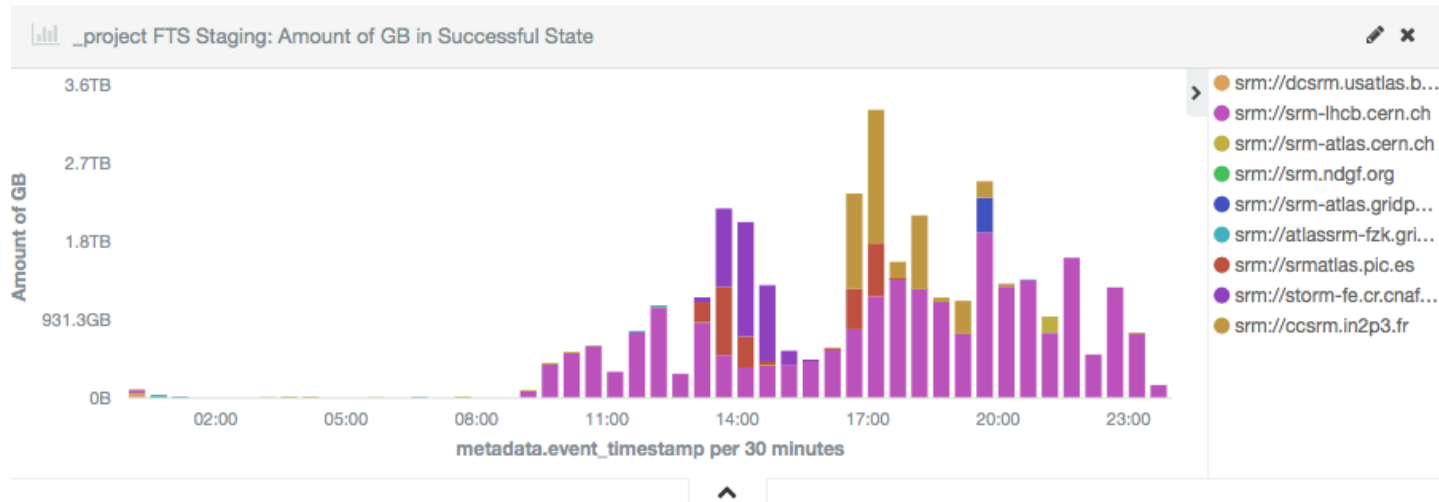 _project FTS Staging: Amount of GB in Successful State
3.6TB
2.7TB
1.8TB
931.3GB
0B
Amount of GB
02:00
05:00
08:00
11:00
14:00
17:00
20:00
23:00
metadata.event_timestamp per 30 minutes
srm://dcsrm.usatlas.b...
srm://srm-lhcb.cern.ch
srm://srm-atlas.cern.ch
srm://srm.ndgf.org
srm://srm-atlas.gridp...
srm://atlassrm-fzk.gri...
srm://srmatlas.pic.es
srm://storm-fe.cr.cnaf...
srm://ccsrm.in2p3.fr